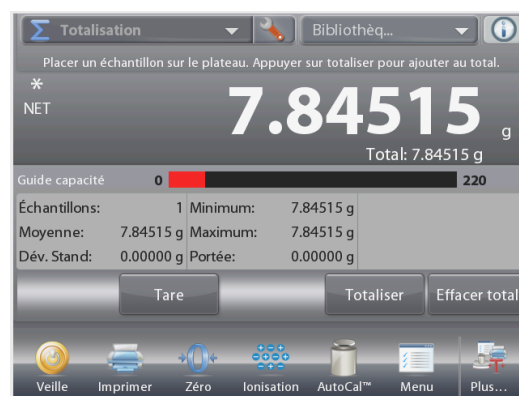 Σ Totalisation Bibliothèq...
Placer un échantillon sur le plateau. Appuyer sur totaliser pour ajouter au total.
*
NET
7.84515 g
Total: 7.84515 g
Guide capacité 0 220
Échantillons: 1 Minimum: 7.84515 g
Moyenne: 7.84515 g Maximum: 7.84515 g
Dév. Stand: 0.00000 g Portée: 0.00000 g
Tare Totaliser Effacer total
→0← 
Veille Imprimer Zéro Ionisation AutoCal™ Menu Plus...